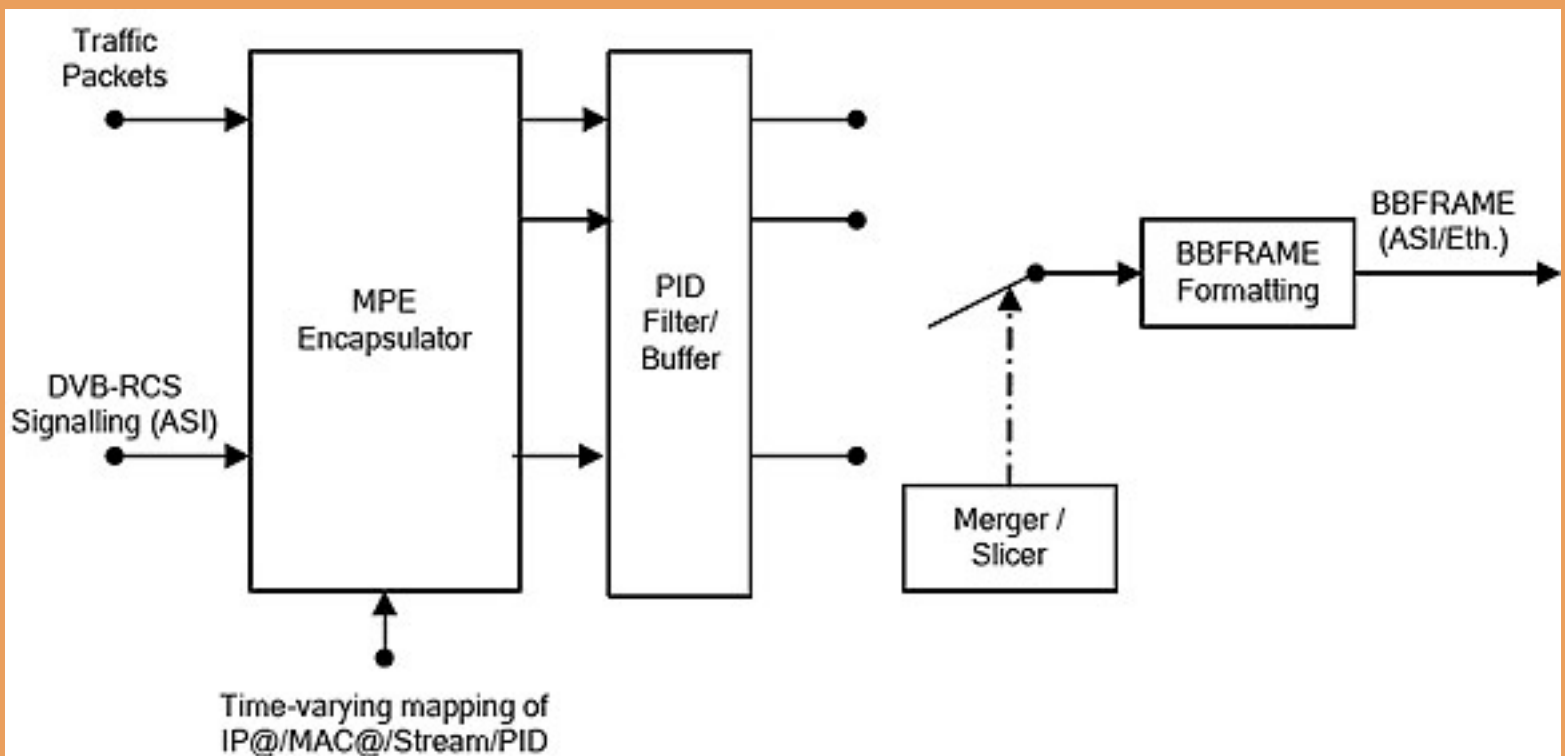 Traffic
Packets
DVB-RCS
Signalling (ASI)
MPE
Encapsulator
PID
Filter/
Buffer
Time-varying mapping of
IP@/MAC@/Stream/PID
Merger /
Slicer
BBFRAME
Formatting
BBFRAME
(ASI/Eth.)